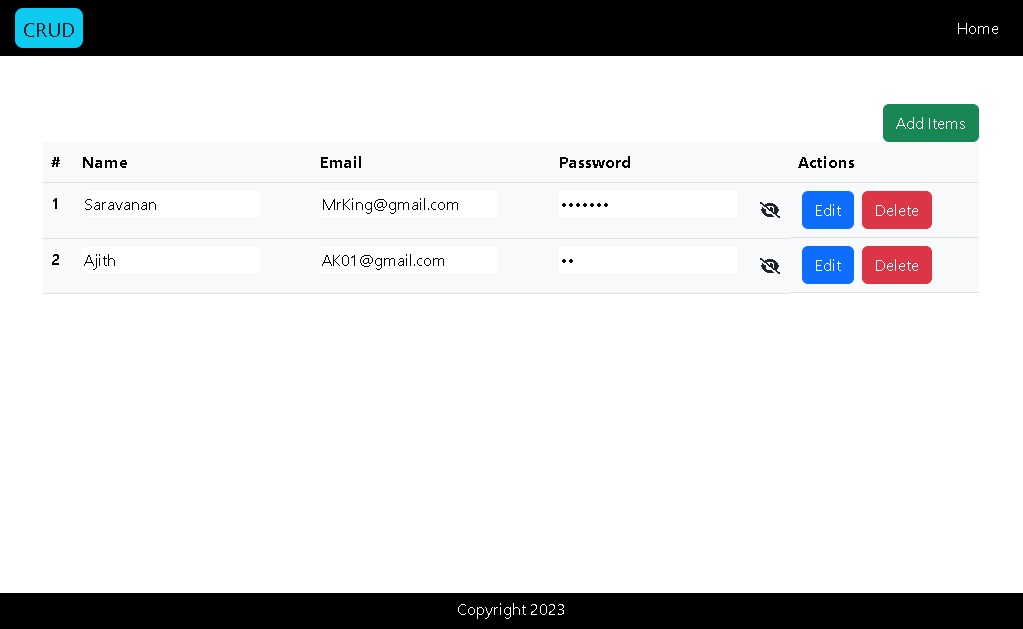 CRUD Home
Add Items
# Name Email Password Actions
1 Saravanan MrKing@gmail.com ••••••• Edit Delete
2 Ajith AK01@gmail.com •• Edit Delete
Copyright 2023